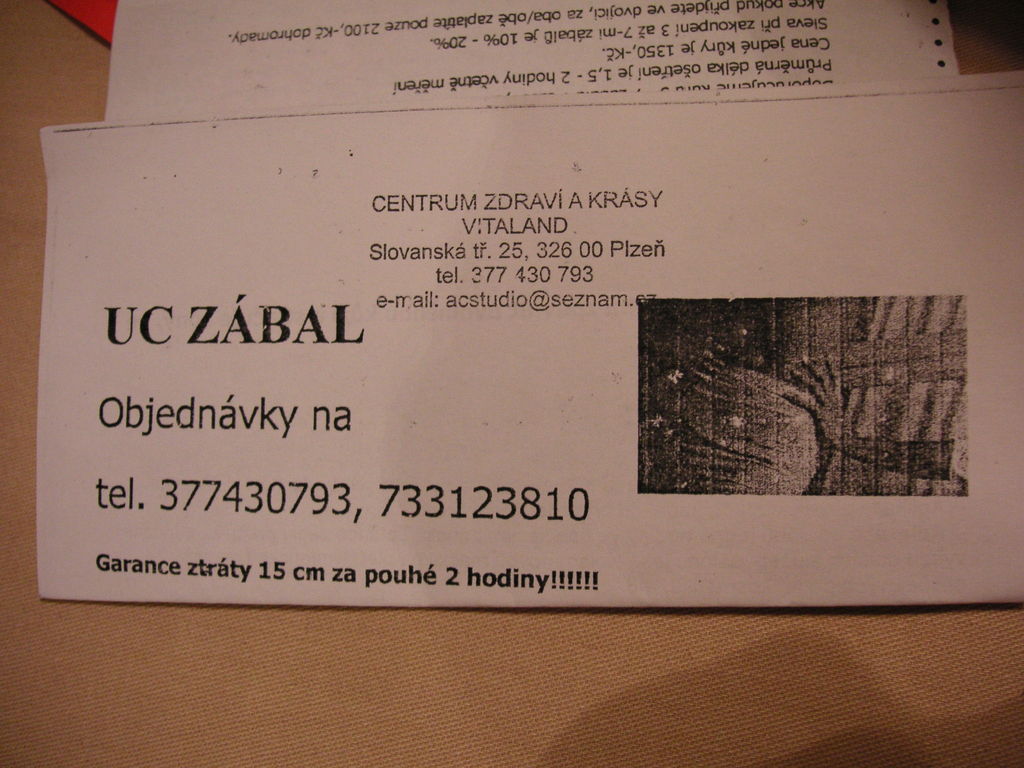 CENTRUM ZDRAVÍ A KRÁSY
VITALAND
Slovanská tř. 25, 326 00 Plzeň
tel. 377 430 793
e-mail: acstudio@seznam.cz
UC ZÁBAL
Objednávky na
tel. 377430793, 733123810
Garance ztráty 15 cm za pouhé 2 hodiny!!!!!!
Doporučujeme kúru
Průměrná délka ošetření je 1,5 - 2 hodiny včetně měření
Cena jedné kůry je 1350,-Kč.
Sleva při zakoupení 3 až 7-mi zábalů je 10% - 20%.
Akce pokud přijdete ve dvojici, za oba/obě zaplatíte pouze 2100,-Kč dohromady.